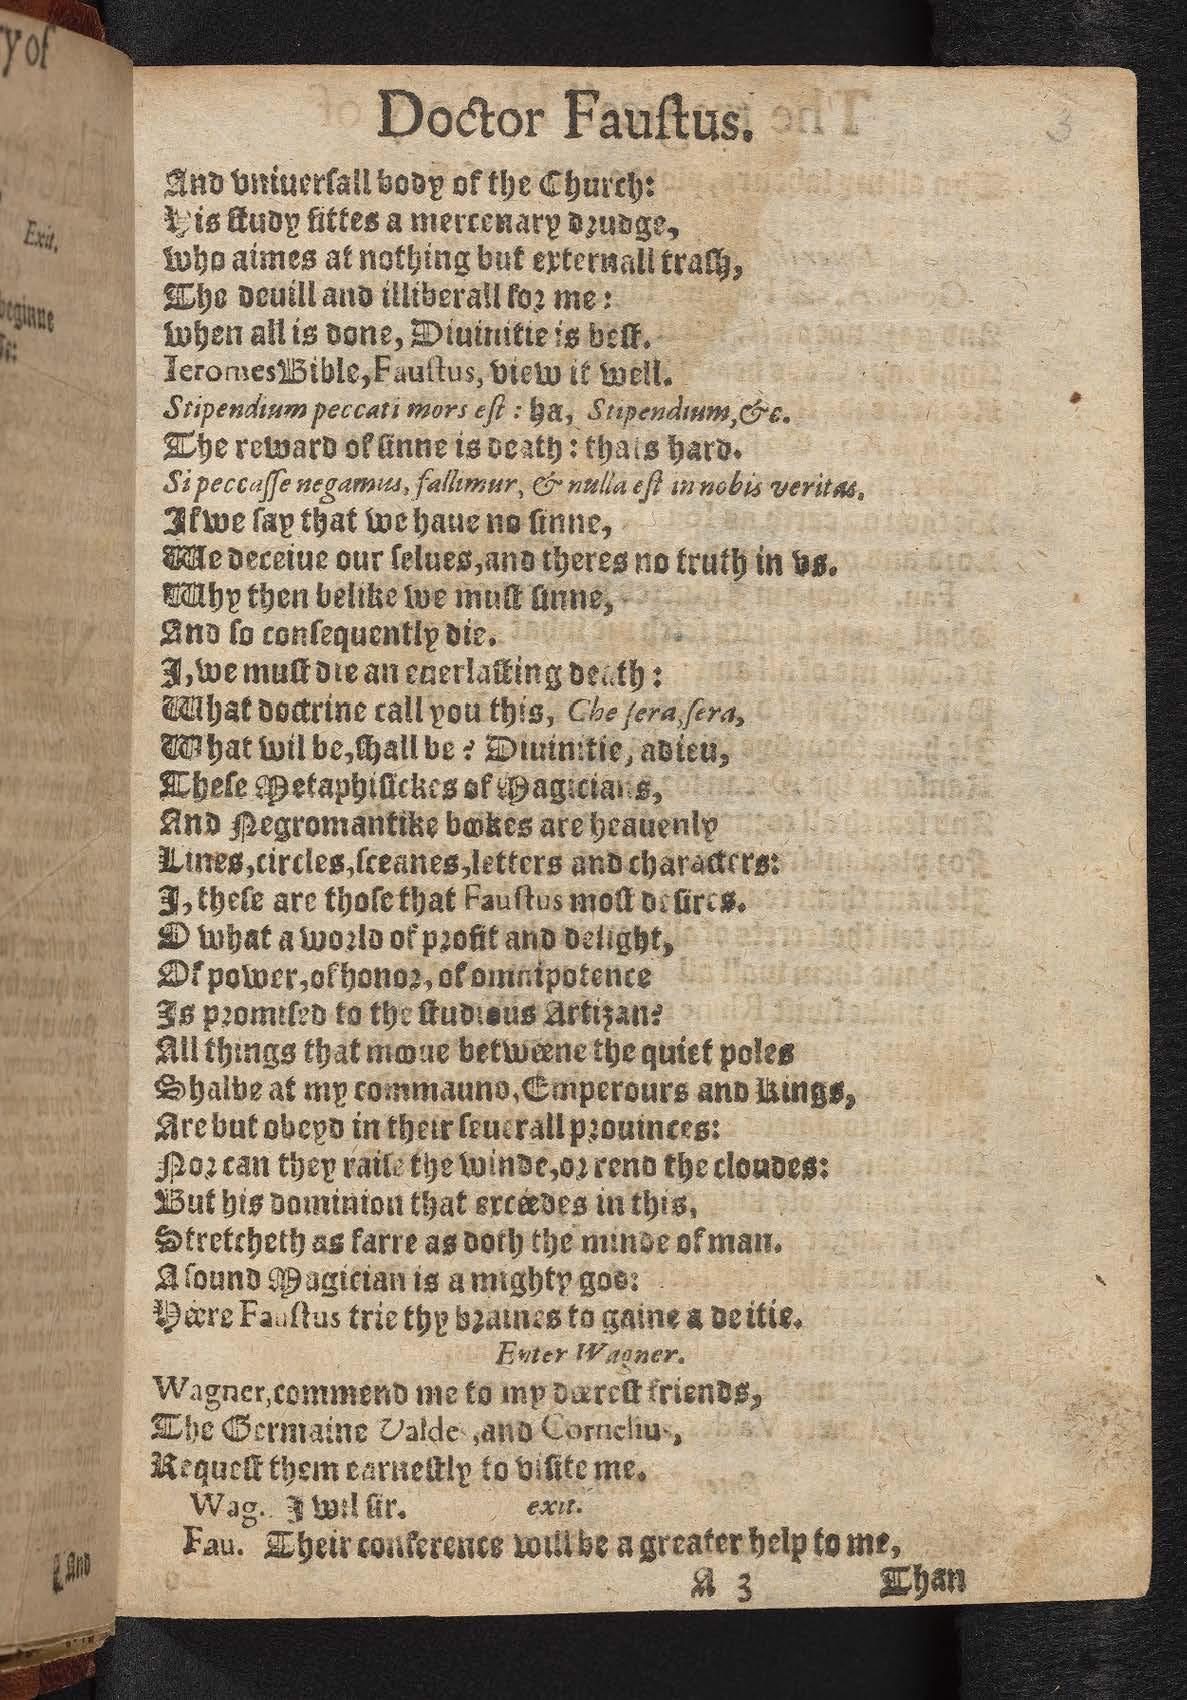 y of
Exit.
beginne
And
Doctor Fauſtus.
3
And vniuerſall body of the Church:
His ſtudy fittes a mercenary drudge,
Who aimes at nothing but externall traſh,
The deuill and illiberall for me:
When all is done, Diuinitie is beſt.
Ieromes Bible, Fauſtus, view it well.
Stipendium peccati mors eſt: ha, Stipendium, &c.
The reward of ſinne is death: thats hard.
Si peccaſſe negamus, fallimur, & nulla eſt in nobis veritas.
If we ſay that we haue no ſinne,
We deceiue our ſelues, and theres no truth in vs.
Why then belike we muſt ſinne,
And ſo conſequently die.
I, we muſt die an euerlaſting death:
What doctrine call you this, Che ſera, ſera,
What wil be, ſhall be? Diuinitie, adieu,
Theſe Metaphiſickes of Magicians,
And Negromantike bookes are heauenly
Lines, circles, ſceanes, letters and characters:
I, theſe are thoſe that Fauſtus moſt deſires.
O what a world of profit and delight,
Of power, of honor, of omnipotence
Is promiſed to the ſtudious Artizan?
All things that mooue betweene the quiet poles
Shalbe at my commaund, Emperours and Kings,
Are but obeyd in their ſeuerall prouinces:
Nor can they raiſe the winde, or rend the cloudes:
But his dominion that exceedes in this,
Stretcheth as farre as doth the minde of man.
A ſound Magician is a mighty god:
Heere Fauſtus trie thy braines to gaine a deitie.
Enter Wagner.
Wagner, commend me to my deereſt friends,
The Germaine Valdes, and Cornelius,
Requeſt them earneſtly to viſite me.
Wag. I wil ſir. exit.
Fau. Their conference will be a greater help to me,
A 3 Than